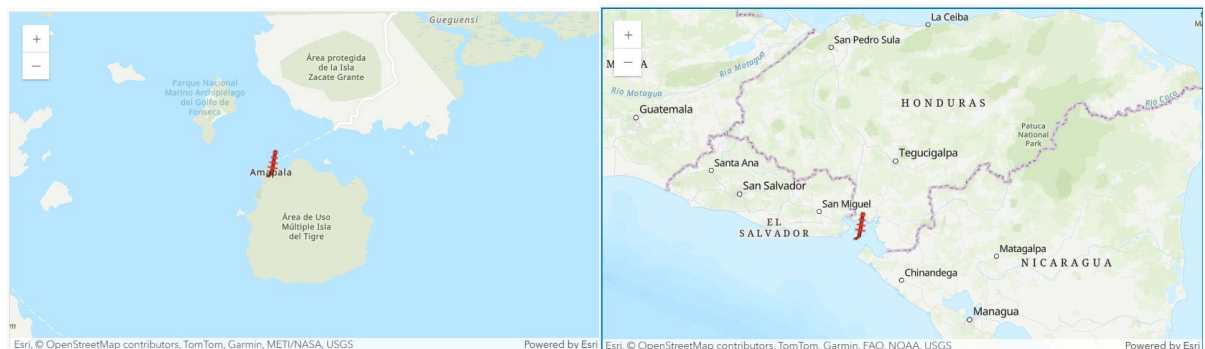 +
−
Gueguensi
Área protegida
de la Isla
Zacate Grante
Parque Nacional
Marino Archipiélago
del Golfo de
Fonseca
Amapala
Área de Uso
Múltiple Isla
del Tigre
Esri, © OpenStreetMap contributors, TomTom, Garmin, METI/NASA, USGS
Powered by Esri
+
−
La Ceiba
San Pedro Sula
Rio Motagua
Rio Motagua
Guatemala
HONDURAS
Rio Coco
Patuca
National
Park
Tegucigalpa
Santa Ana
San Salvador
San Miguel
EL
SALVADOR
Matagalpa
NICARAGUA
Chinandega
Managua
Esri, © OpenStreetMap contributors, TomTom, Garmin, FAO, NOAA, USGS
Powered by Esri